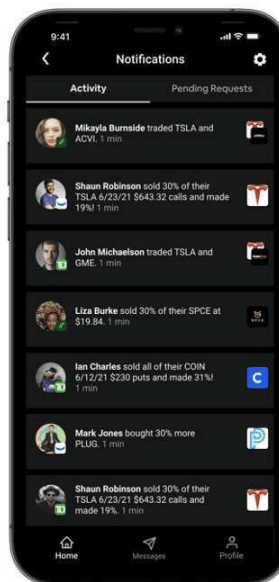 9:41
Notifications
Activity
Pending Requests
Mikayla Burnside traded TSLA and
ACVI. 1 min
Shaun Robinson sold 30% of their
TSLA 6/23/21 $643.32 calls and made
19%! 1 min
John Michaelson traded TSLA and
GME. 1 min
Liza Burke sold 30% of their SPCE at
$19.84. 1 min
Ian Charles sold all of their COIN
6/12/21 $230 puts and made 31%!
1 min
Mark Jones bought 30% more
PLUG. 1 min
Shaun Robinson sold 30% of their
TSLA 6/23/21 $643.32 calls and
made 19%. 1 min
Home
Messages
Profile